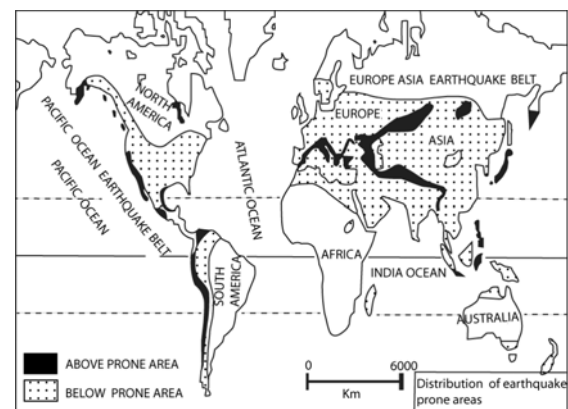 EUROPE ASIA EARTHQUAKE BELT
NORTH
AMERICA
EUROPE
ASIA
PACIFIC OCEAN EARTHQUAKE BELT
PACIFIC OCEAN
ATLANTIC OCEAN
AFRICA
INDIA OCEAN
SOUTH
AMERICA
AUSTRALIA
ABOVE PRONE AREA
BELOW PRONE AREA
0
6000
Km
Distribution of earthquake
prone areas